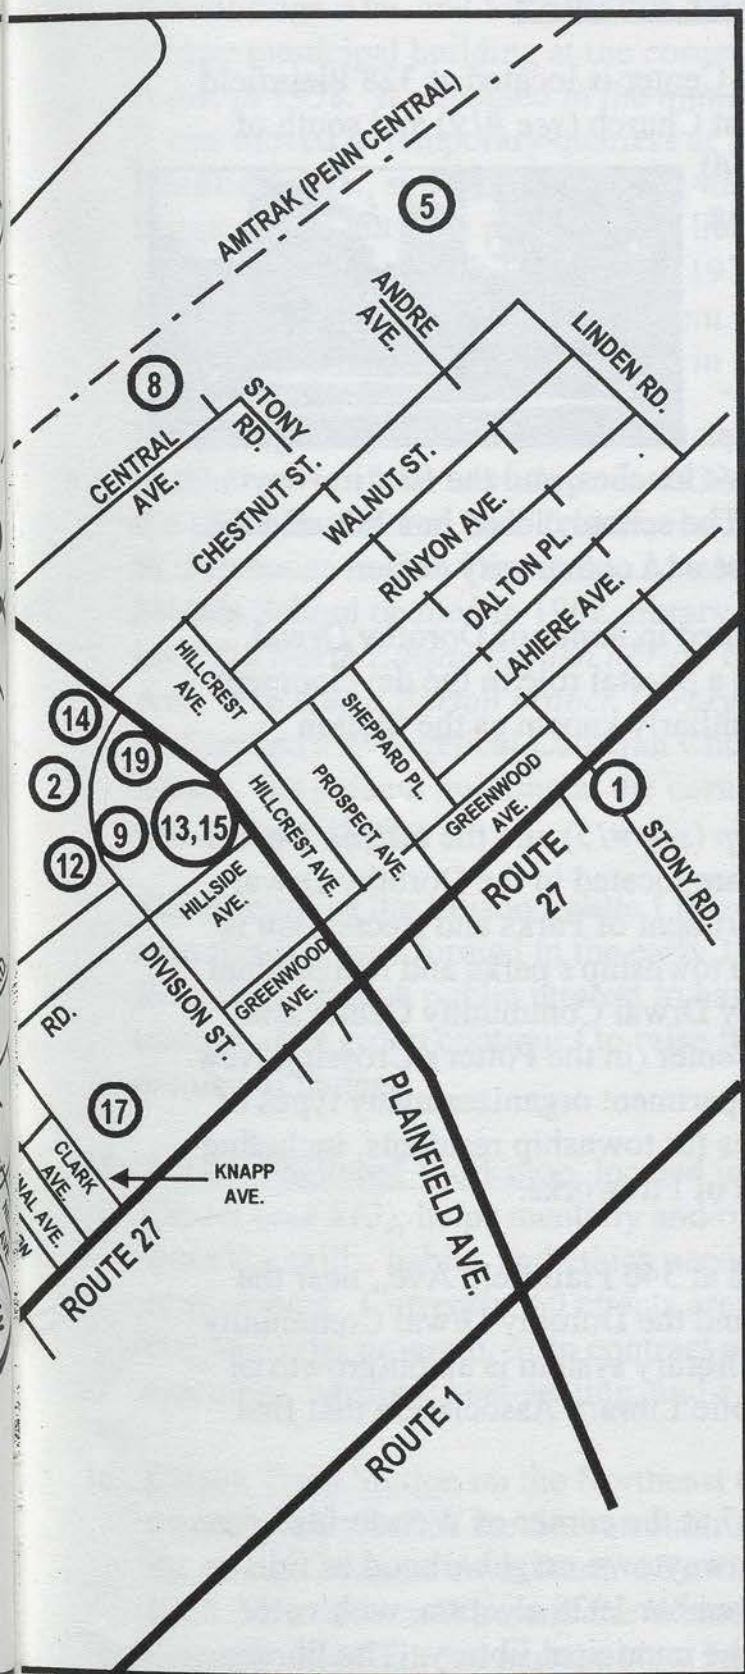 AMTRAK (PENN CENTRAL)
5
ANDRE
AVE.
LINDEN RD.
8
STONY
RD.
CENTRAL
AVE.
CHESTNUT ST.
WALNUT ST.
RUNYON AVE.
DALTON PL.
LAHIERE AVE.
HILLCREST
AVE.
SHEPPARD PL.
14
19
2
9
13,15
12
HILLCREST AVE.
PROSPECT AVE.
GREENWOOD
AVE.
1
STONY RD.
ROUTE
27
HILLSIDE
AVE.
DIVISION ST.
GREENWOOD
AVE.
RD.
17
CLARK
AVE.
KNAPP
AVE.
AVE.
ROUTE 27
PLAINFIELD AVE.
ROUTE 1